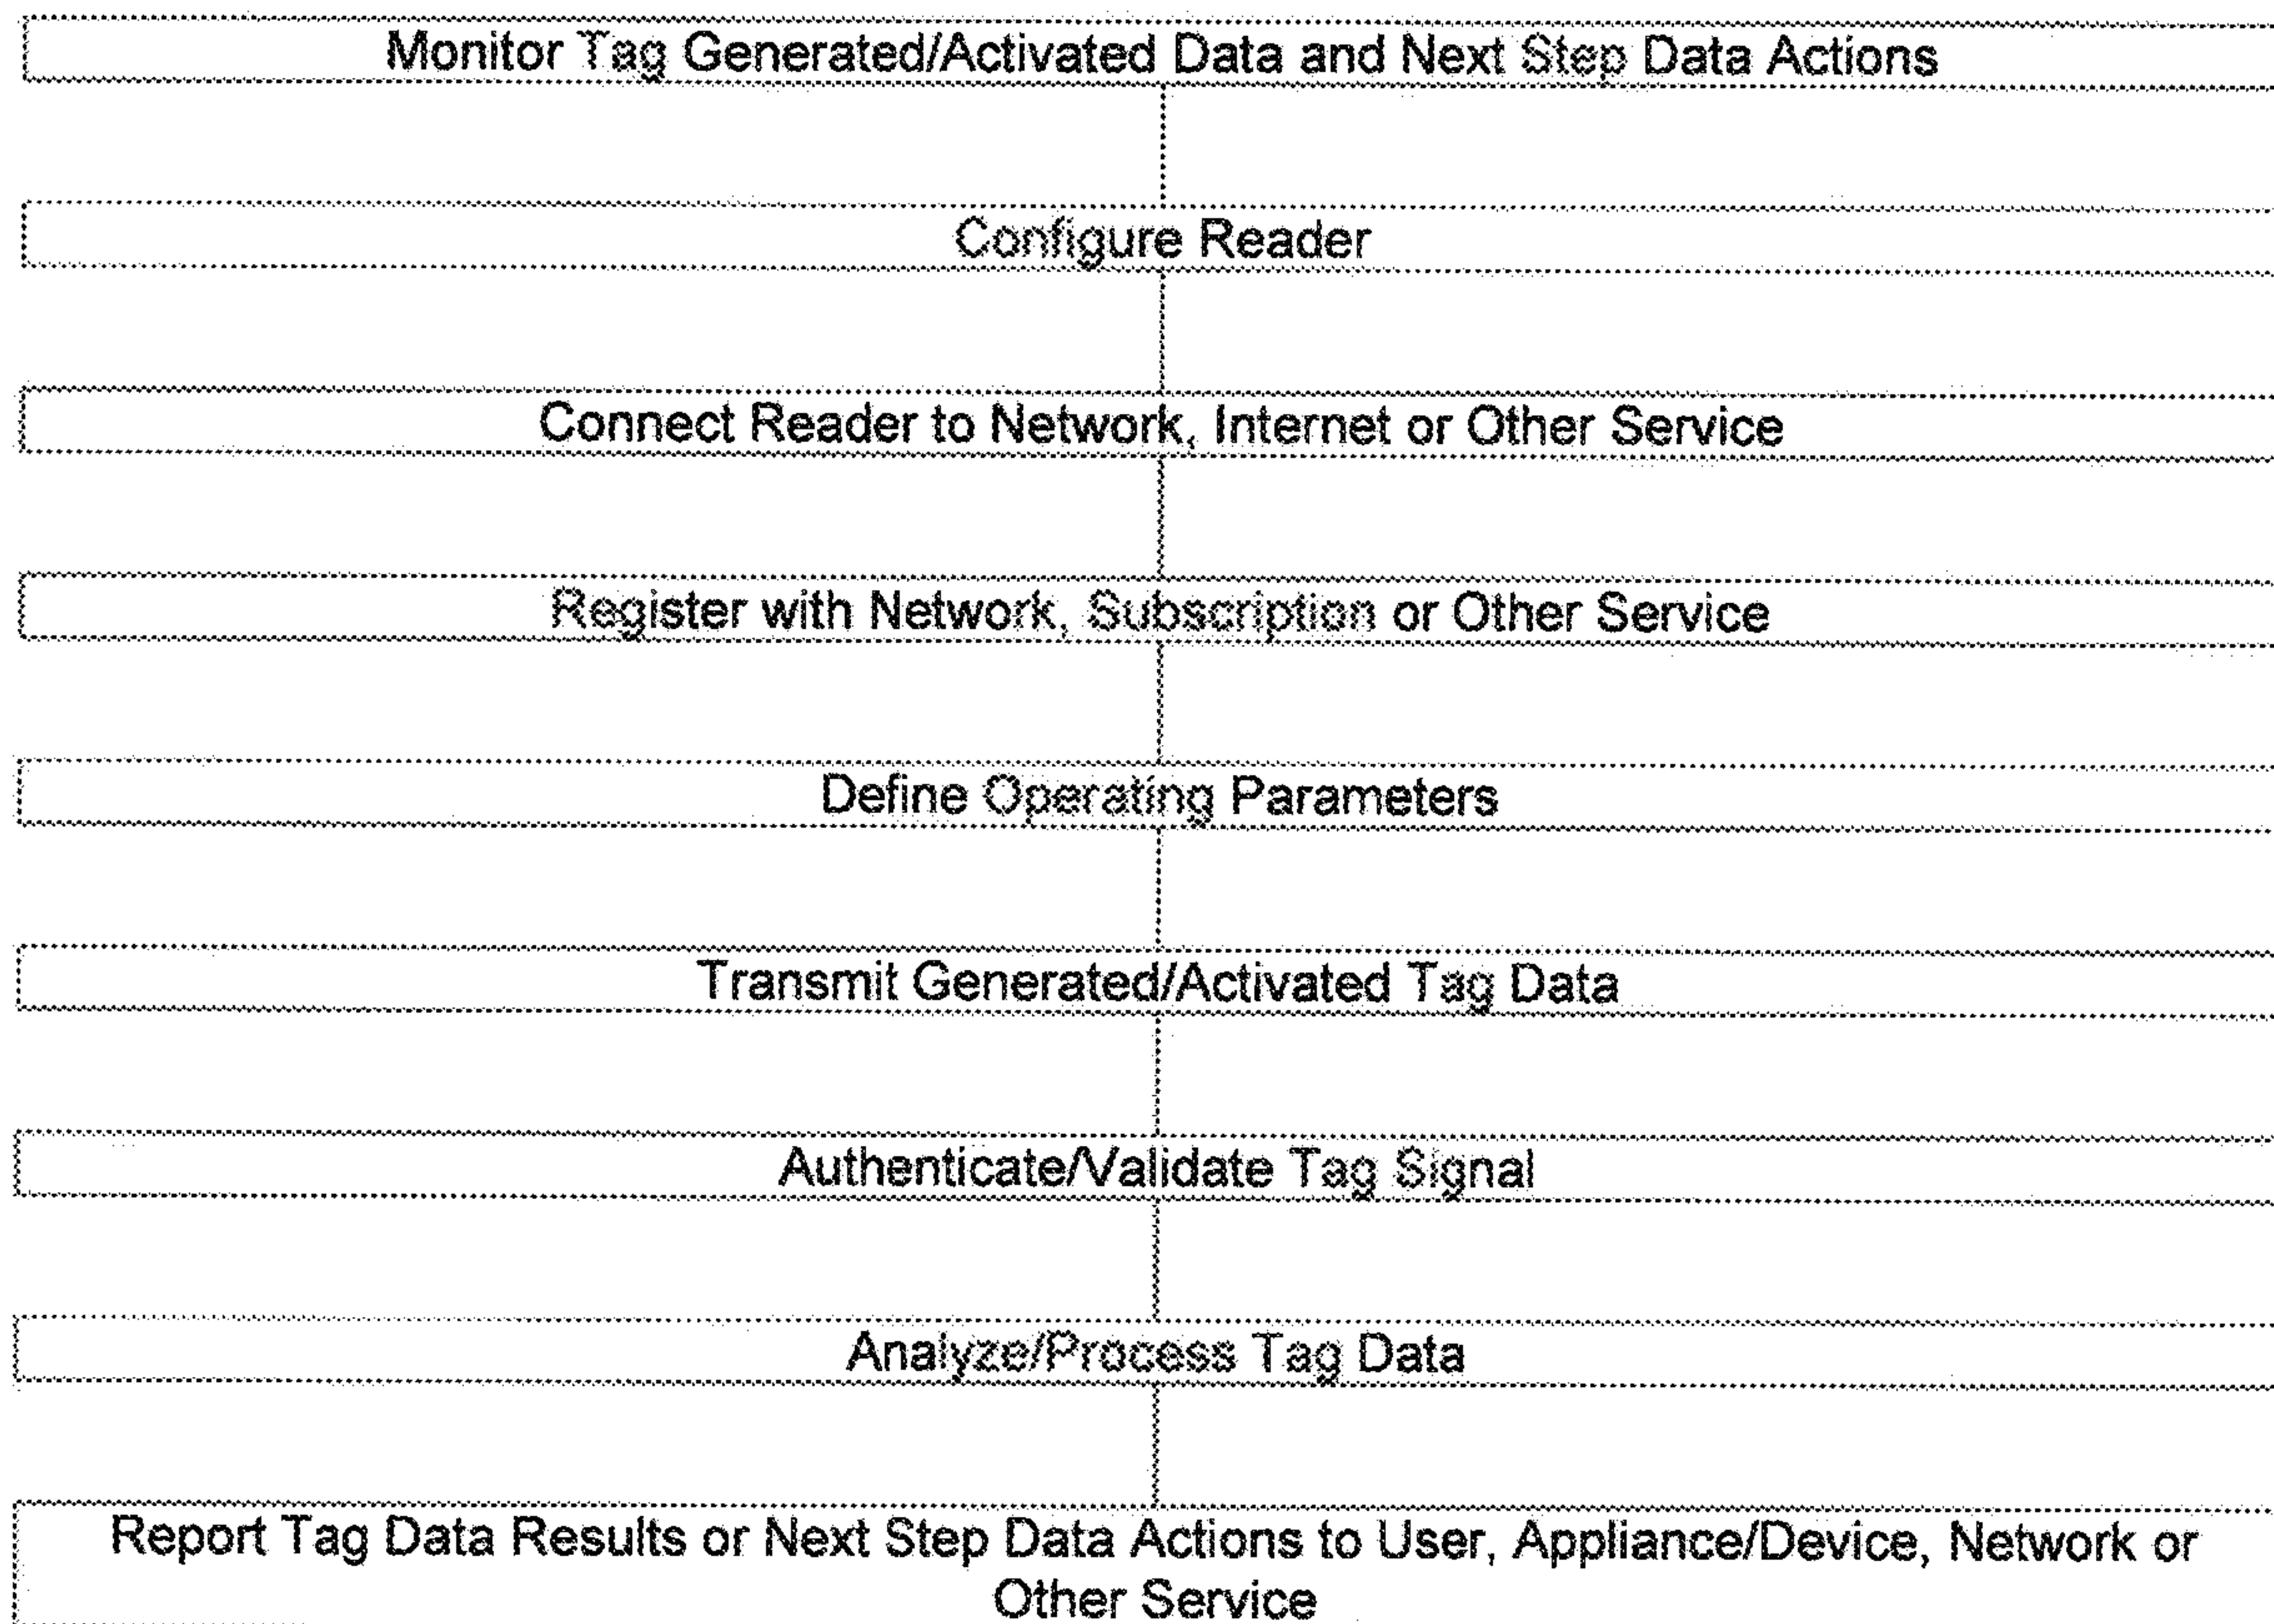 Monitor Tag Generated/Activated Data and Next Step Data Actions
Configure Reader
Connect Reader to Network, Internet or Other Service
Register with Network, Subscription or Other Service
Define Operating Parameters
Transmit Generated/Activated Tag Data
Authenticate/Validate Tag Signal
Analyze/Process Tag Data
Report Tag Data Results or Next Step Data Actions to User, Appliance/Device, Network or
Other Service